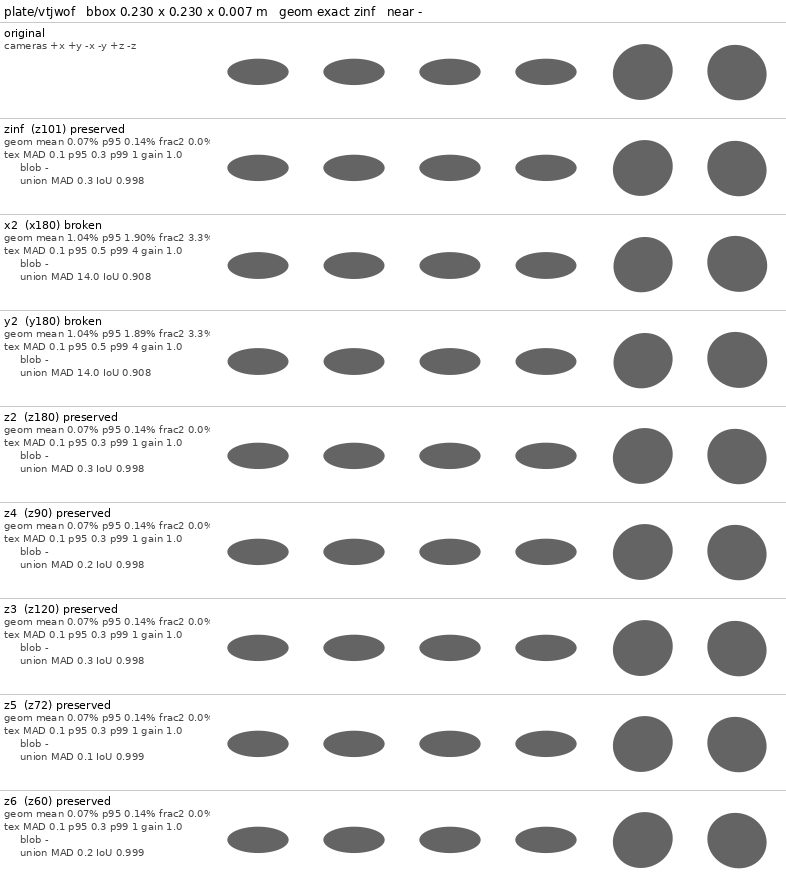 plate/vtjwof   bbox 0.230 x 0.230 x 0.007 m   geom exact zinf   near -
original
cameras +x +y -x -y +z -z
zinf  (z101) preserved
geom mean 0.07% p95 0.14% frac2 0.0%
tex MAD 0.1 p95 0.3 p99 1 gain 1.0
blob -
union MAD 0.3 IoU 0.998
x2  (x180) broken
geom mean 1.04% p95 1.90% frac2 3.3%
tex MAD 0.1 p95 0.5 p99 4 gain 1.0
blob -
union MAD 14.0 IoU 0.908
y2  (y180) broken
geom mean 1.04% p95 1.89% frac2 3.3%
tex MAD 0.1 p95 0.5 p99 4 gain 1.0
blob -
union MAD 14.0 IoU 0.908
z2  (z180) preserved
geom mean 0.07% p95 0.14% frac2 0.0%
tex MAD 0.1 p95 0.3 p99 1 gain 1.0
blob -
union MAD 0.3 IoU 0.998
z4  (z90) preserved
geom mean 0.07% p95 0.14% frac2 0.0%
tex MAD 0.1 p95 0.3 p99 1 gain 1.0
blob -
union MAD 0.2 IoU 0.998
z3  (z120) preserved
geom mean 0.07% p95 0.14% frac2 0.0%
tex MAD 0.1 p95 0.3 p99 1 gain 1.0
blob -
union MAD 0.3 IoU 0.998
z5  (z72) preserved
geom mean 0.07% p95 0.14% frac2 0.0%
tex MAD 0.1 p95 0.3 p99 1 gain 1.0
blob -
union MAD 0.1 IoU 0.999
z6  (z60) preserved
geom mean 0.07% p95 0.14% frac2 0.0%
tex MAD 0.1 p95 0.3 p99 1 gain 1.0
blob -
union MAD 0.2 IoU 0.999